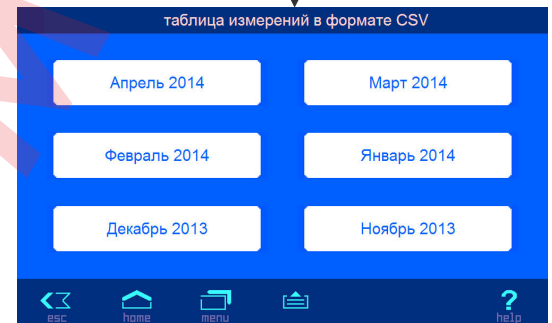 таблица измерений в формате CSV
Апрель 2014 Март 2014
Февраль 2014 Январь 2014
Декабрь 2013 Ноябрь 2013
esc home menu help